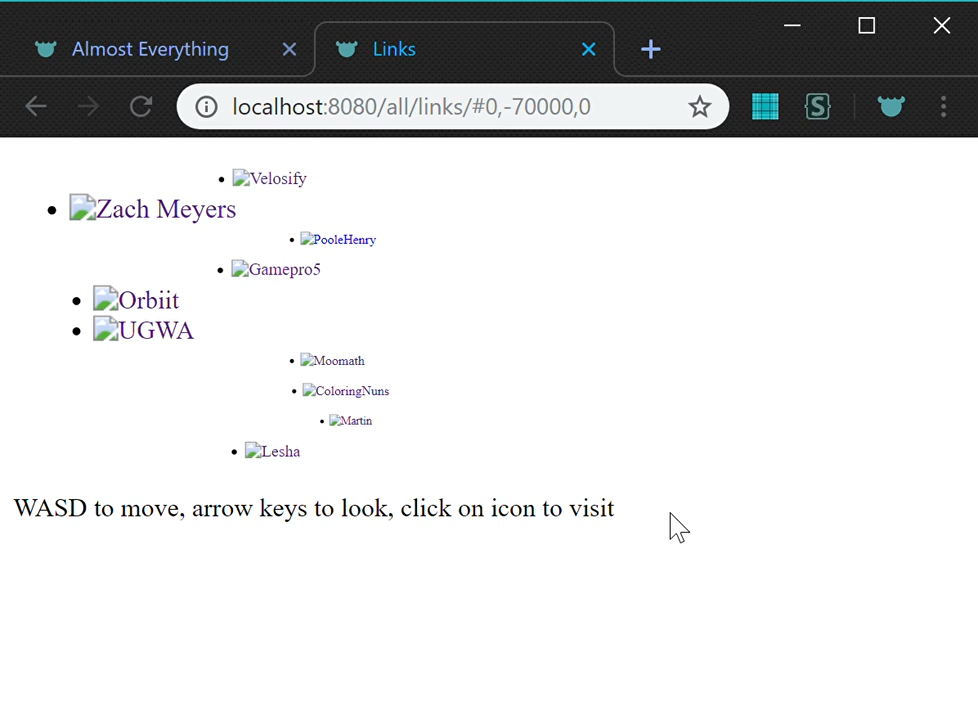 Almost Everything
Links
localhost:8080/all/links/#0,-70000,0
S
Velosify
Zach Meyers
PooleHenry
Gamepro5
Orbiit
UGWA
Moomath
ColoringNuns
Martin
Lesha
WASD to move, arrow keys to look, click on icon to visit